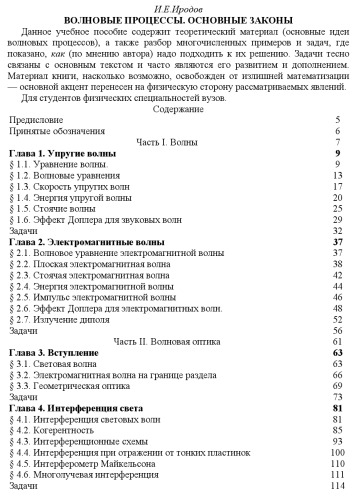 И.Е.Иродов
ВОЛНОВЫЕ ПРОЦЕССЫ. ОСНОВНЫЕ ЗАКОНЫ
Данное учебное пособие содержит теоретический материал (основные идеи
волновых процессов), а также разбор многочисленных примеров и задач, где
показано, как (по мнению автора) надо подходить к их решению. Задачи тесно
связаны с основным текстом и часто являются его развитием и дополнением.
Материал книги, насколько возможно, освобожден от излишней математизации
— основной акцент перенесен на физическую сторону рассматриваемых явлений.
Для студентов физических специальностей вузов.
Содержание
Предисловие 5
Принятые обозначения 6
Часть I. Волны 7
Глава 1. Упругие волны 9
§ 1.1. Уравнение волны. 9
§ 1.2. Волновые уравнения 13
§ 1.3. Скорость упругих волн 17
§ 1.4. Энергия упругой волны 20
§ 1.5. Стоячие волны 25
§ 1.6. Эффект Доплера для звуковых волн 29
Задачи 32
Глава 2. Электромагнитные волны 37
§ 2.1. Волновое уравнение электромагнитной волны 37
§ 2.2. Плоская электромагнитная волна 38
§ 2.3. Стоячая электромагнитная волна 42
§ 2.4. Энергия электромагнитной волны 44
§ 2.5. Импульс электромагнитной волны 46
§ 2.6. Эффект Доплера для электромагнитных волн. 48
§ 2.7. Излучение диполя 52
Задачи 56
Часть II. Волновая оптика 61
Глава 3. Вступление 63
§ 3.1. Световая волна 63
§ 3.2. Электромагнитная волна на границе раздела 66
§ 3.3. Геометрическая оптика 69
Задачи 73
Глава 4. Интерференция света 81
§ 4.1. Интерференция световых волн 81
§ 4.2. Когерентность 85
§ 4.3. Интерференционные схемы 93
§ 4.4. Интерференция при отражении от тонких пластинок 100
§ 4.5. Интерферометр Майкельсона 110
§ 4.6. Многолучевая интерференция 111
Задачи 114